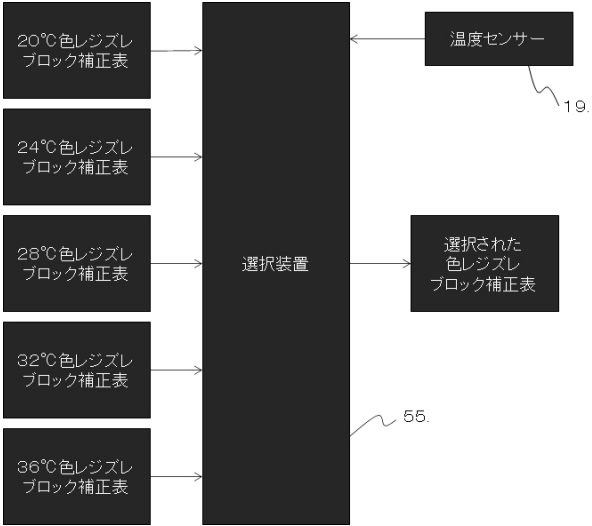 20℃色レジズレ
ブロック補正表
24℃色レジズレ
ブロック補正表
28℃色レジズレ
ブロック補正表
32℃色レジズレ
ブロック補正表
36℃色レジズレ
ブロック補正表
選択装置
温度センサー
19.
選択された
色レジズレ
ブロック補正表
55.